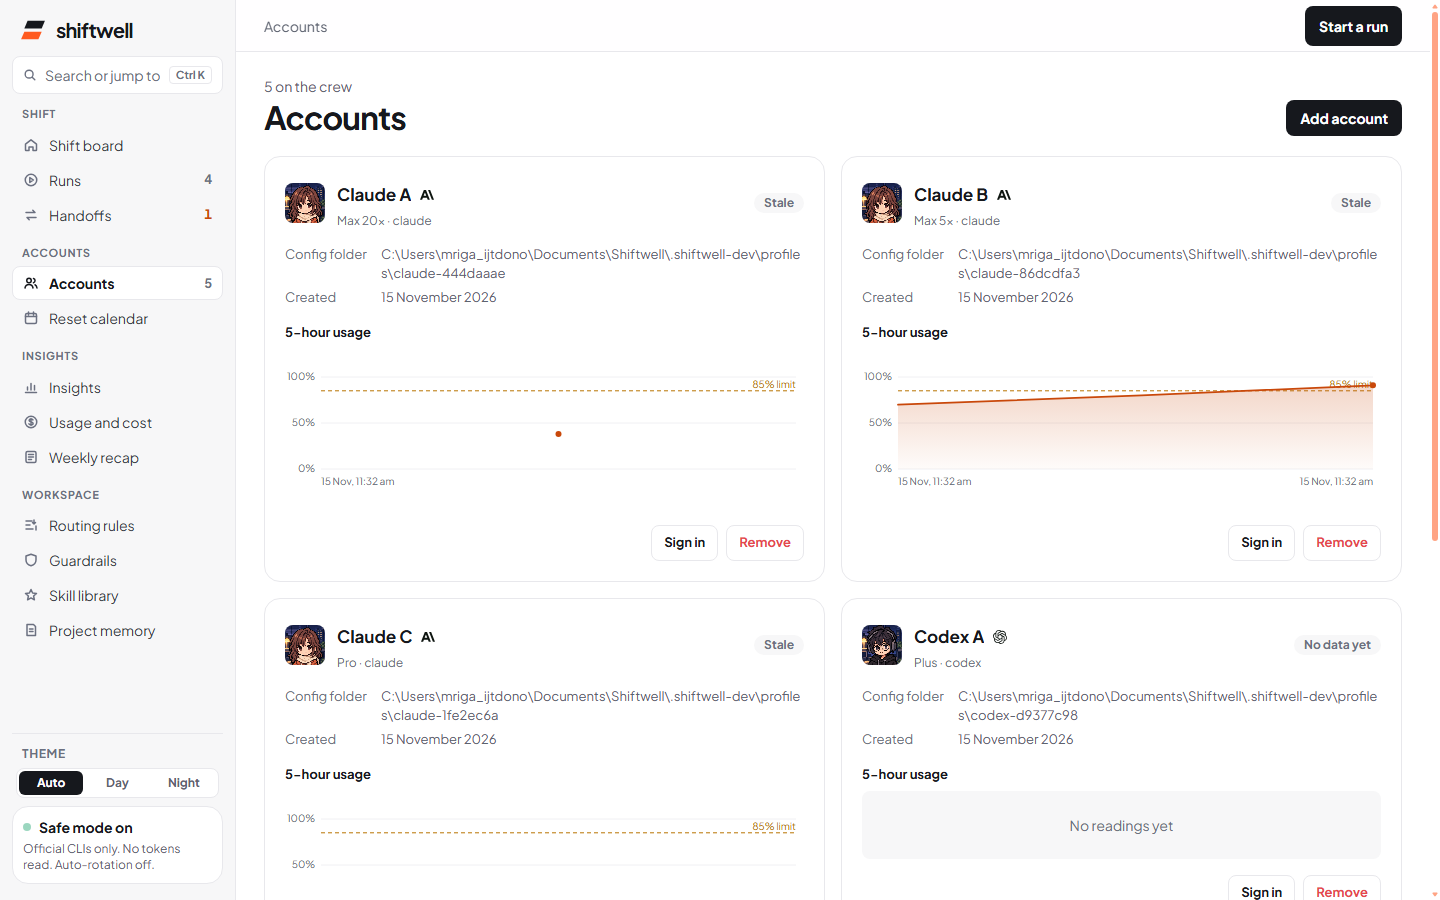 shiftwell
Search or jump to
Ctrl K
SHIFT
Shift board
Runs
4
Handoffs
1
ACCOUNTS
Accounts
5
Reset calendar
INSIGHTS
Insights
Usage and cost
Weekly recap
WORKSPACE
Routing rules
Guardrails
Skill library
Project memory
THEME
Auto
Day
Night
Safe mode on
Official CLIs only. No tokens
read. Auto-rotation off.
Accounts
Start a run
5 on the crew
Accounts
Add account
Claude A
Max 20× · claude
Stale
Config folder
C:\Users\mriga_ijtdono\Documents\Shiftwell\.shiftwell-dev\profile
s\claude-444daaae
Created
15 November 2026
5-hour usage
100%
85% limit
50%
0%
15 Nov, 11:32 am
Sign in
Remove
Claude B
Max 5× · claude
Stale
Config folder
C:\Users\mriga_ijtdono\Documents\Shiftwell\.shiftwell-dev\profile
s\claude-86dcdfa3
Created
15 November 2026
5-hour usage
100%
85% limit
50%
0%
15 Nov, 11:32 am
15 Nov, 11:32 am
Sign in
Remove
Claude C
Pro · claude
Stale
Config folder
C:\Users\mriga_ijtdono\Documents\Shiftwell\.shiftwell-dev\profile
s\claude-1fe2ec6a
Created
15 November 2026
5-hour usage
100%
85% limit
50%
Codex A
Plus · codex
No data yet
Config folder
C:\Users\mriga_ijtdono\Documents\Shiftwell\.shiftwell-dev\profile
s\codex-d9377c98
Created
15 November 2026
5-hour usage
No readings yet
Sign in
Remove